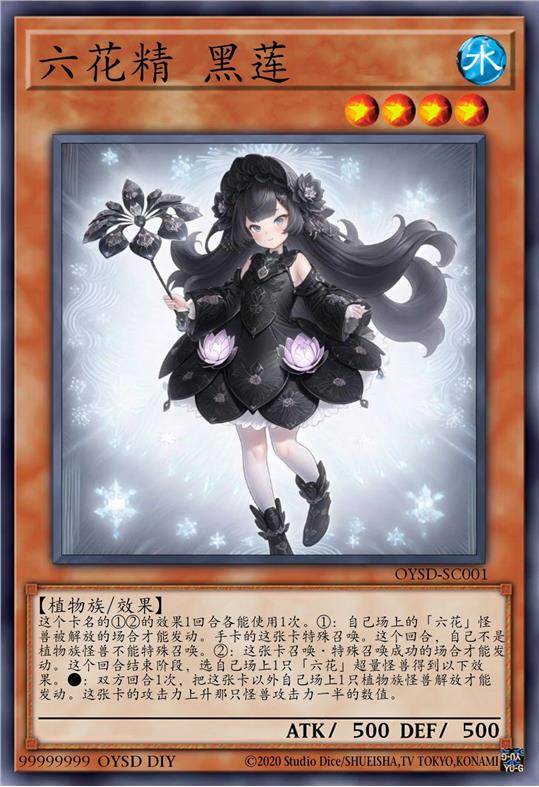 六花精 黑莲
水
OYSD-SC001
【植物族/效果】
这个卡名的①②的效果1回合各能使用1次。①：自己场上的「六花」怪
兽被解放的场合才能发动。手卡的这张卡特殊召唤。这个回合，自己不是
植物族怪兽不能特殊召唤。②：这张卡召唤·特殊召唤成功的场合才能发
动。这个回合结束阶段，选自己场上1只「六花」超量怪兽得到以下效
果。●：双方回合1次，把这张卡以外自己场上1只植物族怪兽解放才能
发动。这张卡的攻击力上升那只怪兽攻击力一半的数值。
ATK/ 500 DEF/ 500
99999999 OYSD DIY ©2020 Studio Dice/SHUEISHA,TV TOKYO,KONAMI